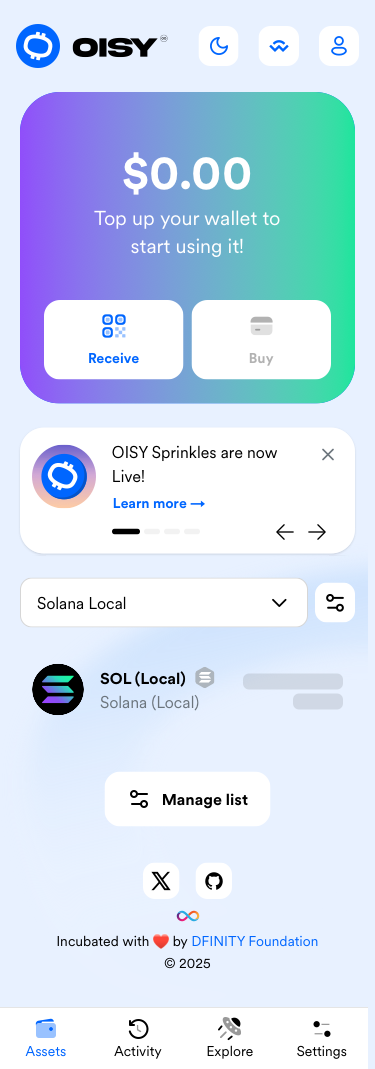 OISY
$0.00
Top up your wallet to
start using it!
Receive
Buy
OISY Sprinkles are now
Live!
Learn more →
Solana Local
SOL (Local)
Solana (Local)
Manage list
Incubated with ❤️ by DFINITY Foundation
© 2025
Assets
Activity
Explore
Settings